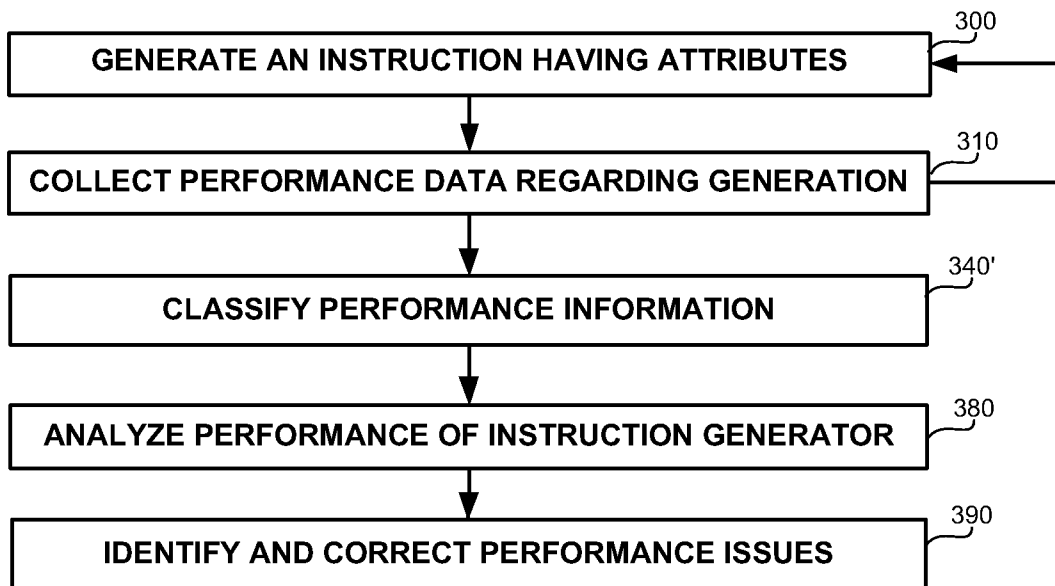 300
GENERATE AN INSTRUCTION HAVING ATTRIBUTES
310
COLLECT PERFORMANCE DATA REGARDING GENERATION
340'
CLASSIFY PERFORMANCE INFORMATION
380
ANALYZE PERFORMANCE OF INSTRUCTION GENERATOR
390
IDENTIFY AND CORRECT PERFORMANCE ISSUES